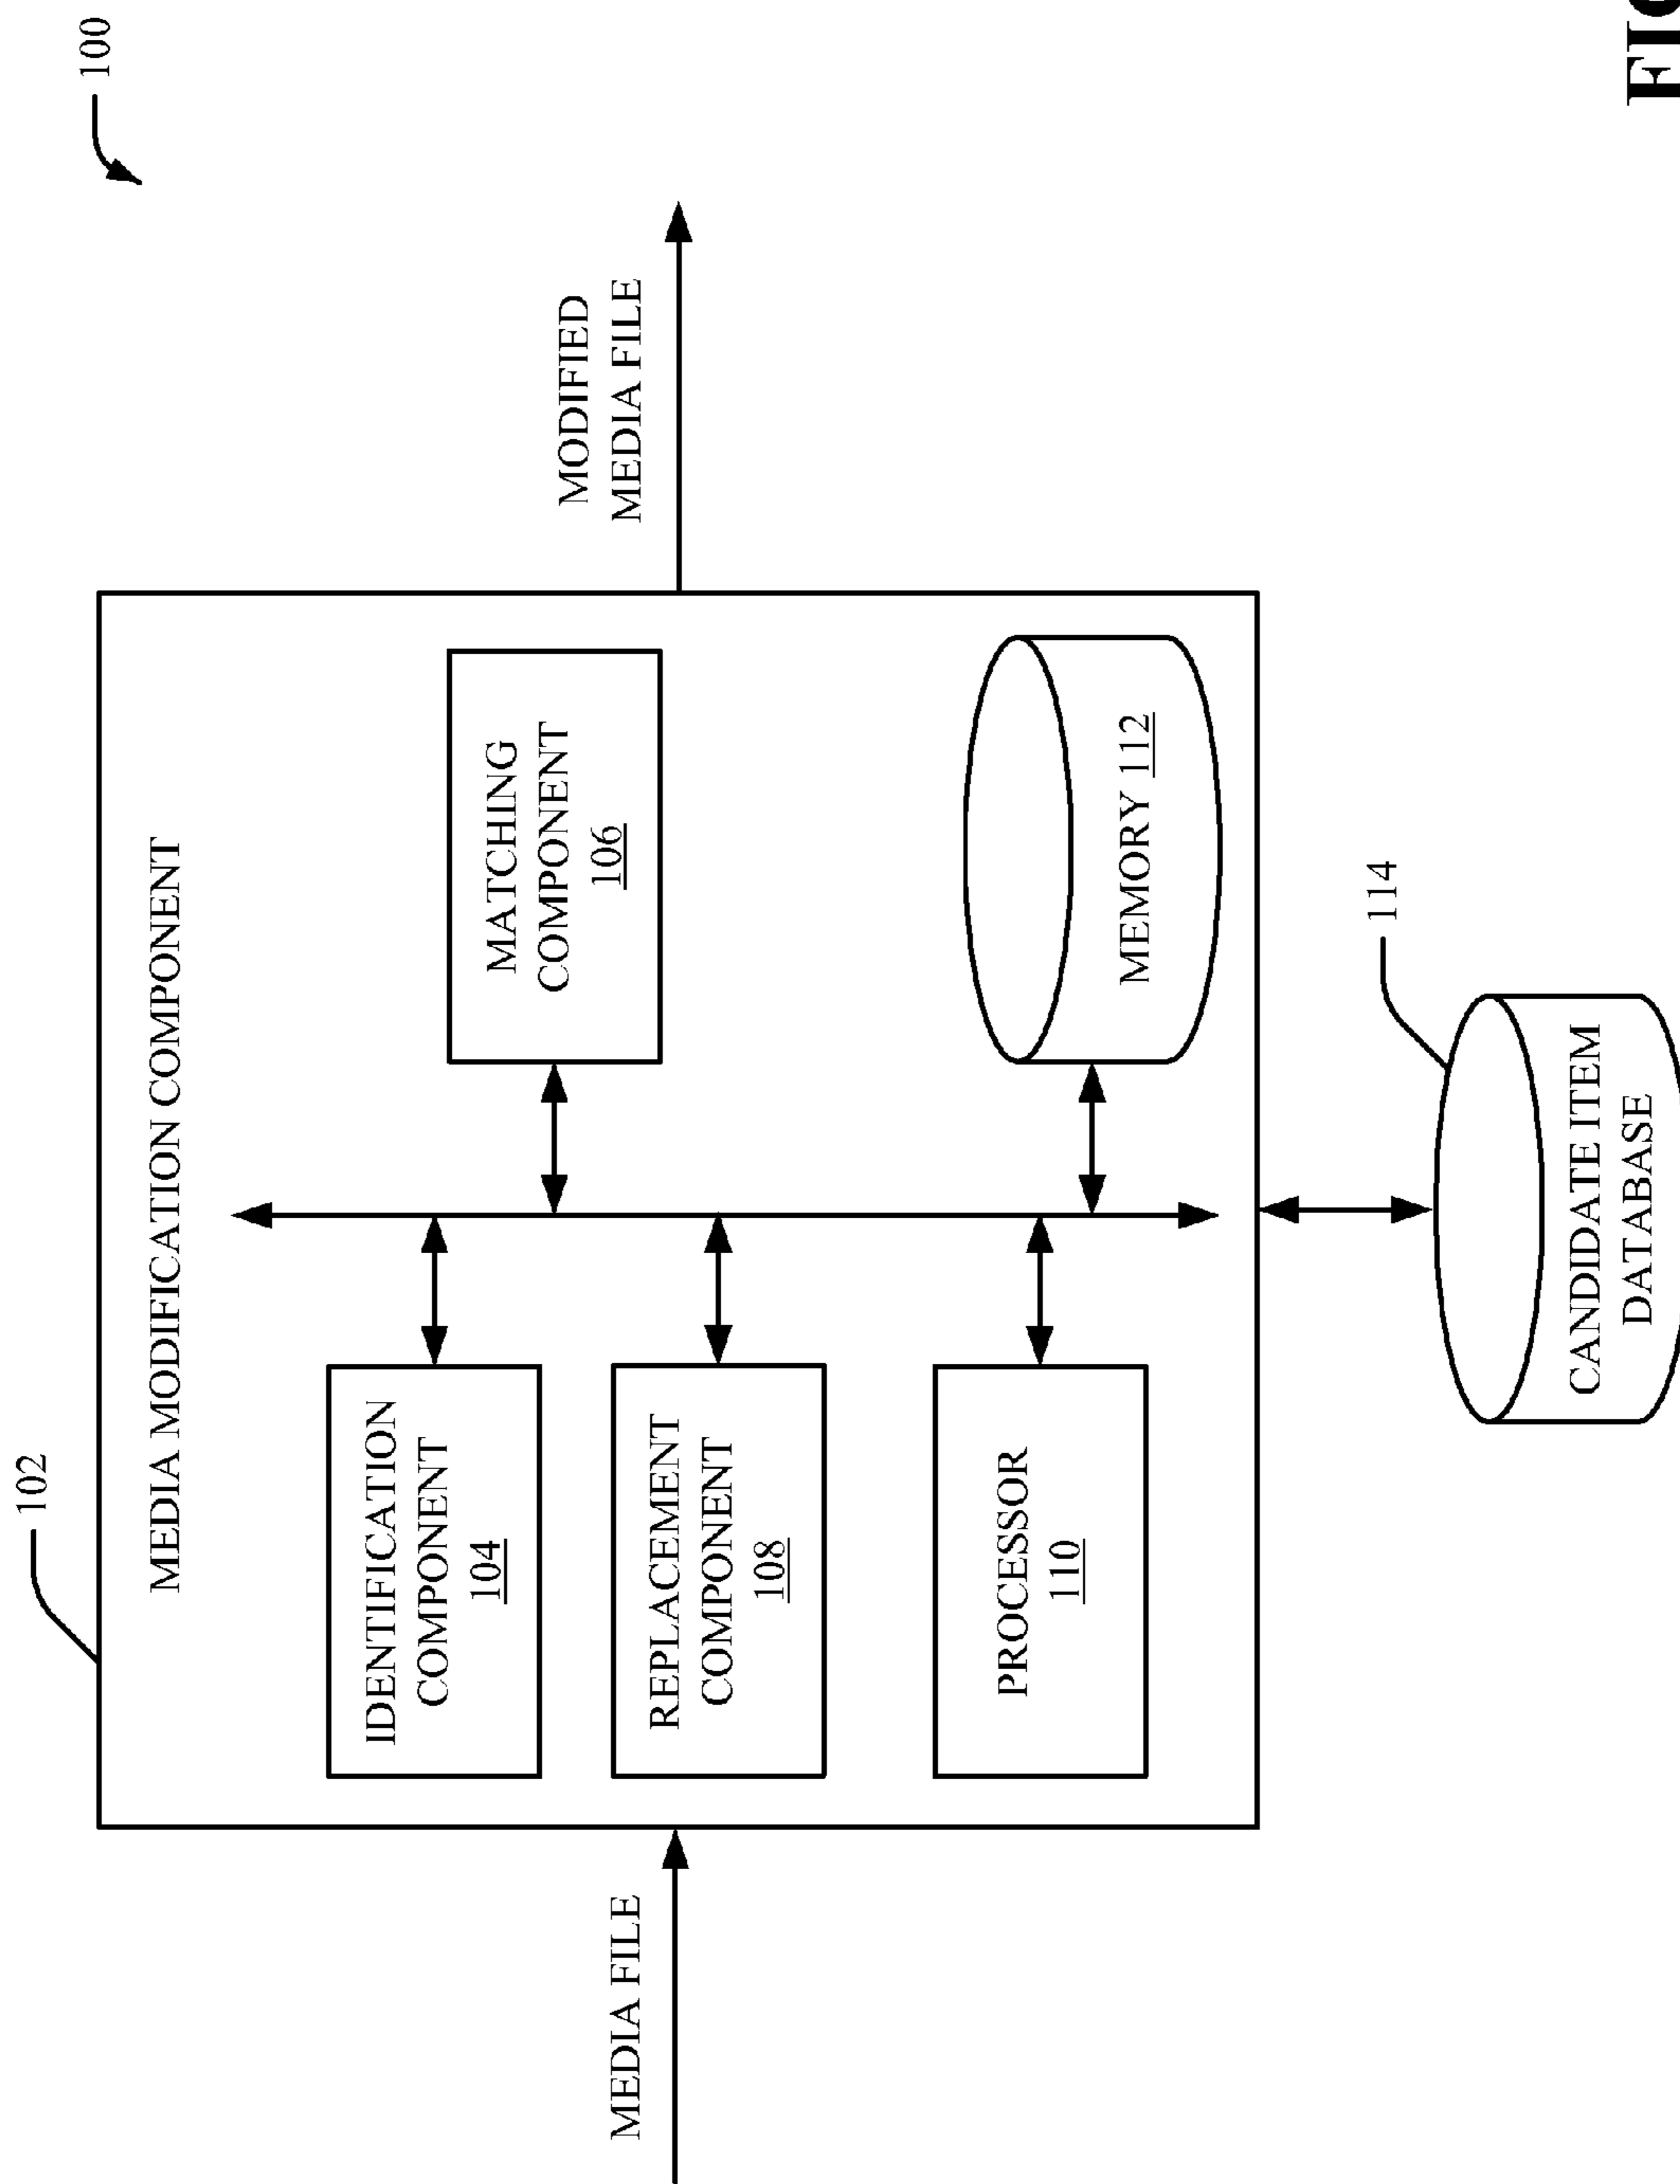 100
102
MEDIA MODIFICATION COMPONENT
MEDIA FILE
IDENTIFICATION
COMPONENT
104
MATCHING
COMPONENT
106
REPLACEMENT
COMPONENT
108
PROCESSOR
110
MEMORY 112
MODIFIED
MEDIA FILE
114
CANDIDATE ITEM
DATABASE